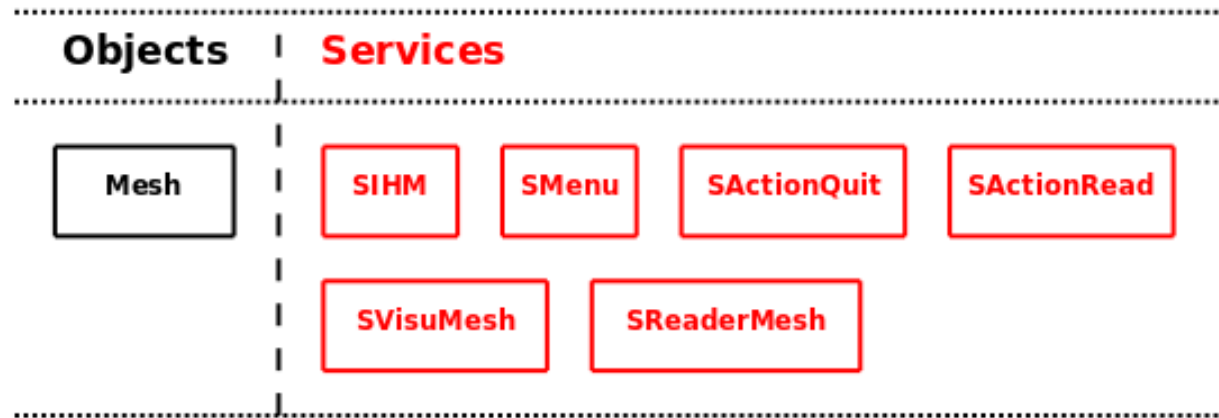 Objects Services
Mesh SIHM SMenu SActionQuit SActionRead
SVisuMesh SReaderMesh